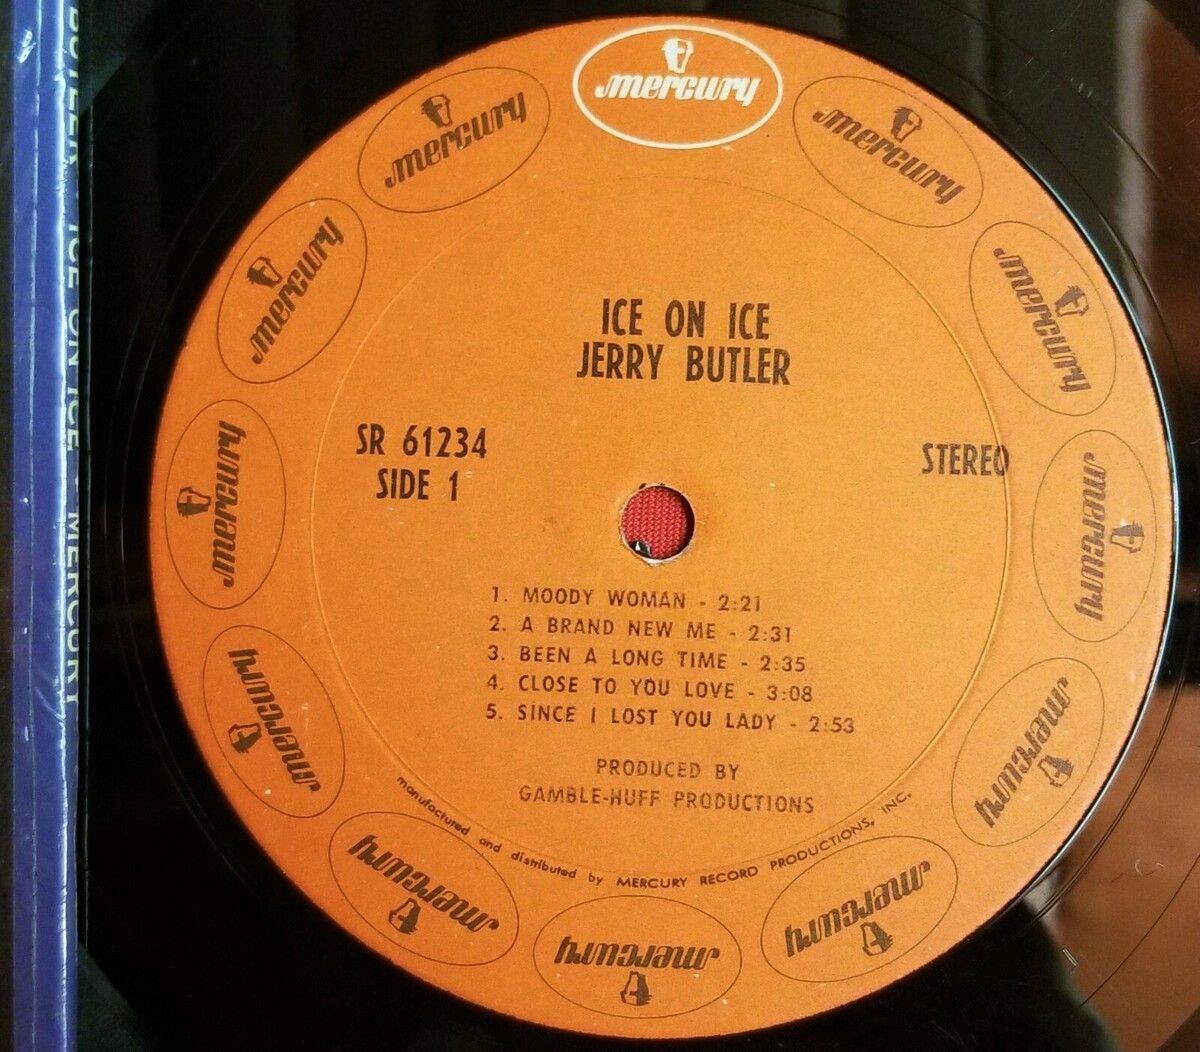 mercury
mercury
mercury
mercury
mercury
mercury
mercury
mercury
mercury
mercury
mercury
mercury
ICE ON ICE
JERRY BUTLER
SR 61234
SIDE 1
STEREO
1. MOODY WOMAN - 2:21
2. A BRAND NEW ME - 2:31
3. BEEN A LONG TIME - 2:35
4. CLOSE TO YOU LOVE - 3:08
5. SINCE I LOST YOU LADY - 2:53
PRODUCED BY
GAMBLE-HUFF PRODUCTIONS
manufactured and distributed by MERCURY RECORD PRODUCTIONS, INC.
BUTLER ICE ON ICE MERCURY